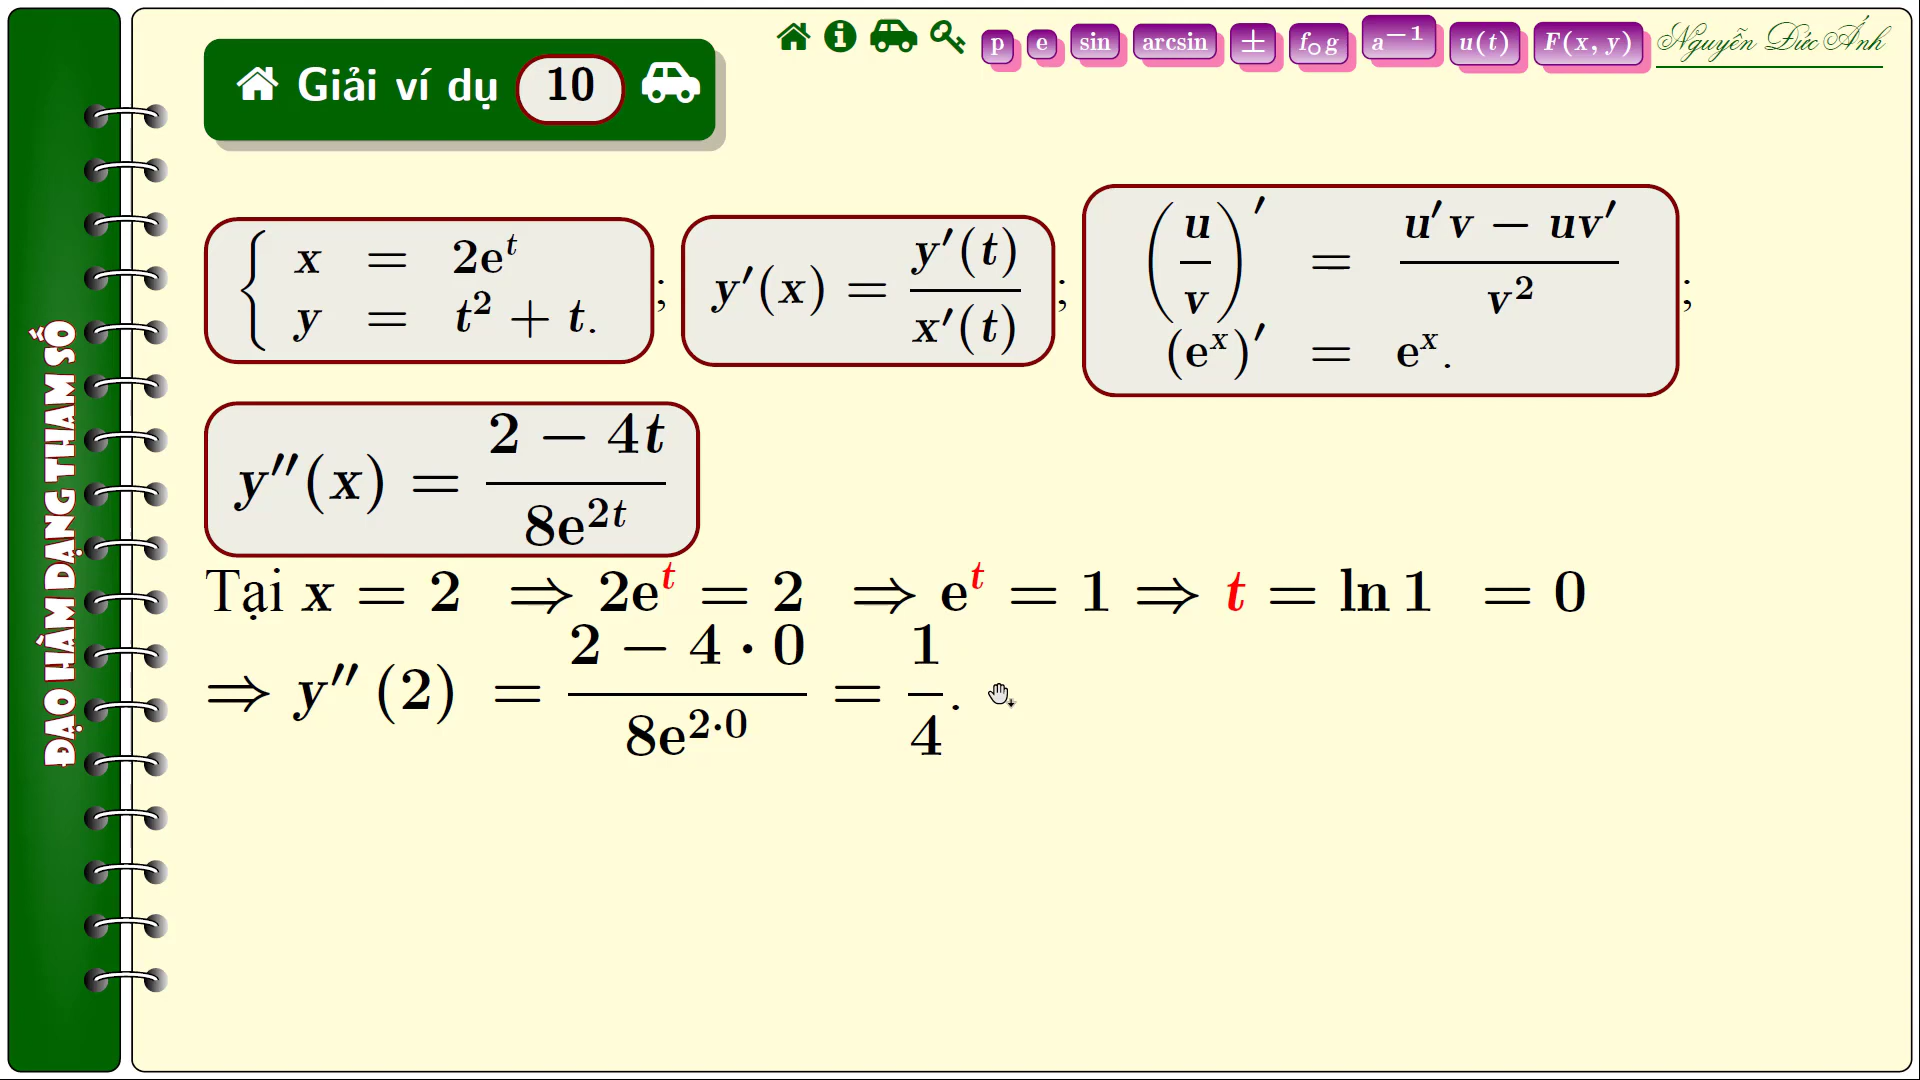 p e sin arcsin ± f∘g a⁻¹ u(t) F(x, y) Nguyễn Đức Ánh
Giải ví dụ 10
ĐẠO HÀM DẠNG THAM SỐ
{ x = 2eᵗ
y = t² + t. ;
y′(x) = y′(t)/x′(t) ;
(u/v)′ = (u′v − uv′)/v²
(eˣ)′ = eˣ. ;
y″(x) = (2 − 4t)/(8e²ᵗ)
Tại x = 2 ⇒ 2eᵗ = 2 ⇒ eᵗ = 1 ⇒ t = ln 1 = 0
⇒ y″ (2) = (2 − 4 · 0)/(8e^(2·0)) = 1/4.